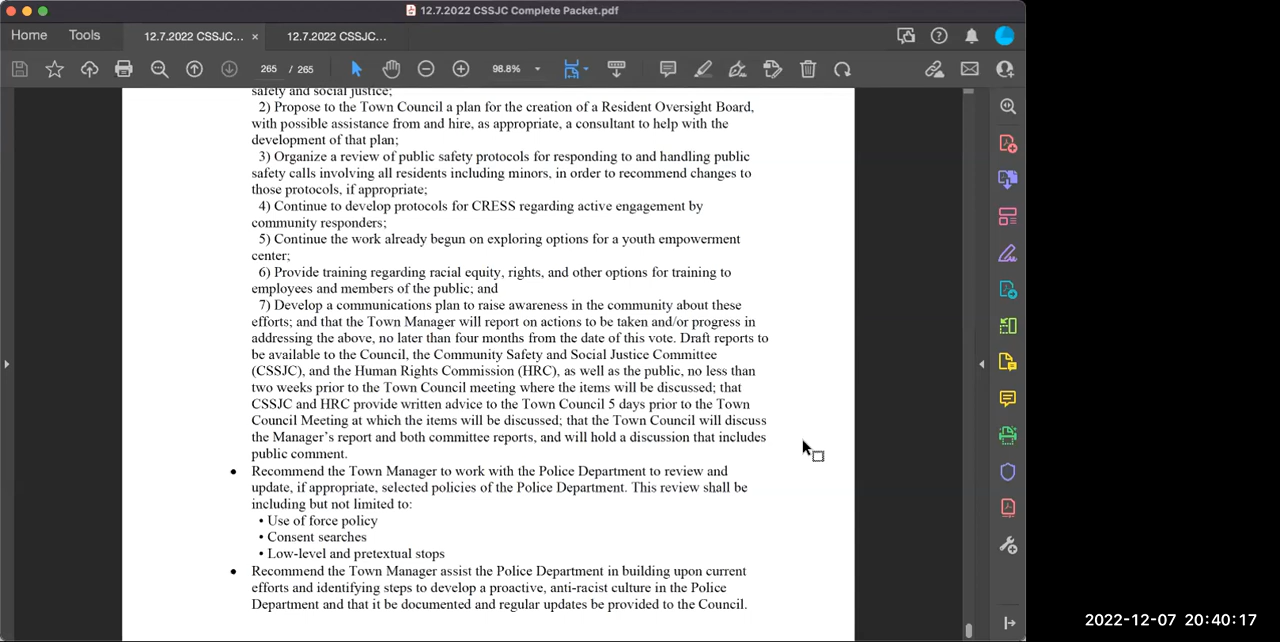 12.7.2022 CSSJC Complete Packet.pdf
Home Tools 12.7.2022 CSSJC... × 12.7.2022 CSSJC...
265 / 265 98.8%
safety and social justice;
2) Propose to the Town Council a plan for the creation of a Resident Oversight Board,
with possible assistance from and hire, as appropriate, a consultant to help with the
development of that plan;
3) Organize a review of public safety protocols for responding to and handling public
safety calls involving all residents including minors, in order to recommend changes to
those protocols, if appropriate;
4) Continue to develop protocols for CRESS regarding active engagement by
community responders;
5) Continue the work already begun on exploring options for a youth empowerment
center;
6) Provide training regarding racial equity, rights, and other options for training to
employees and members of the public; and
7) Develop a communications plan to raise awareness in the community about these
efforts; and that the Town Manager will report on actions to be taken and/or progress in
addressing the above, no later than four months from the date of this vote. Draft reports to
be available to the Council, the Community Safety and Social Justice Committee
(CSSJC), and the Human Rights Commission (HRC), as well as the public, no less than
two weeks prior to the Town Council meeting where the items will be discussed; that
CSSJC and HRC provide written advice to the Town Council 5 days prior to the Town
Council Meeting at which the items will be discussed; that the Town Council will discuss
the Manager's report and both committee reports, and will hold a discussion that includes
public comment.
• Recommend the Town Manager to work with the Police Department to review and
update, if appropriate, selected policies of the Police Department. This review shall be
including but not limited to:
• Use of force policy
• Consent searches
• Low-level and pretextual stops
• Recommend the Town Manager assist the Police Department in building upon current
efforts and identifying steps to develop a proactive, anti-racist culture in the Police
Department and that it be documented and regular updates be provided to the Council.
2022-12-07 20:40:17